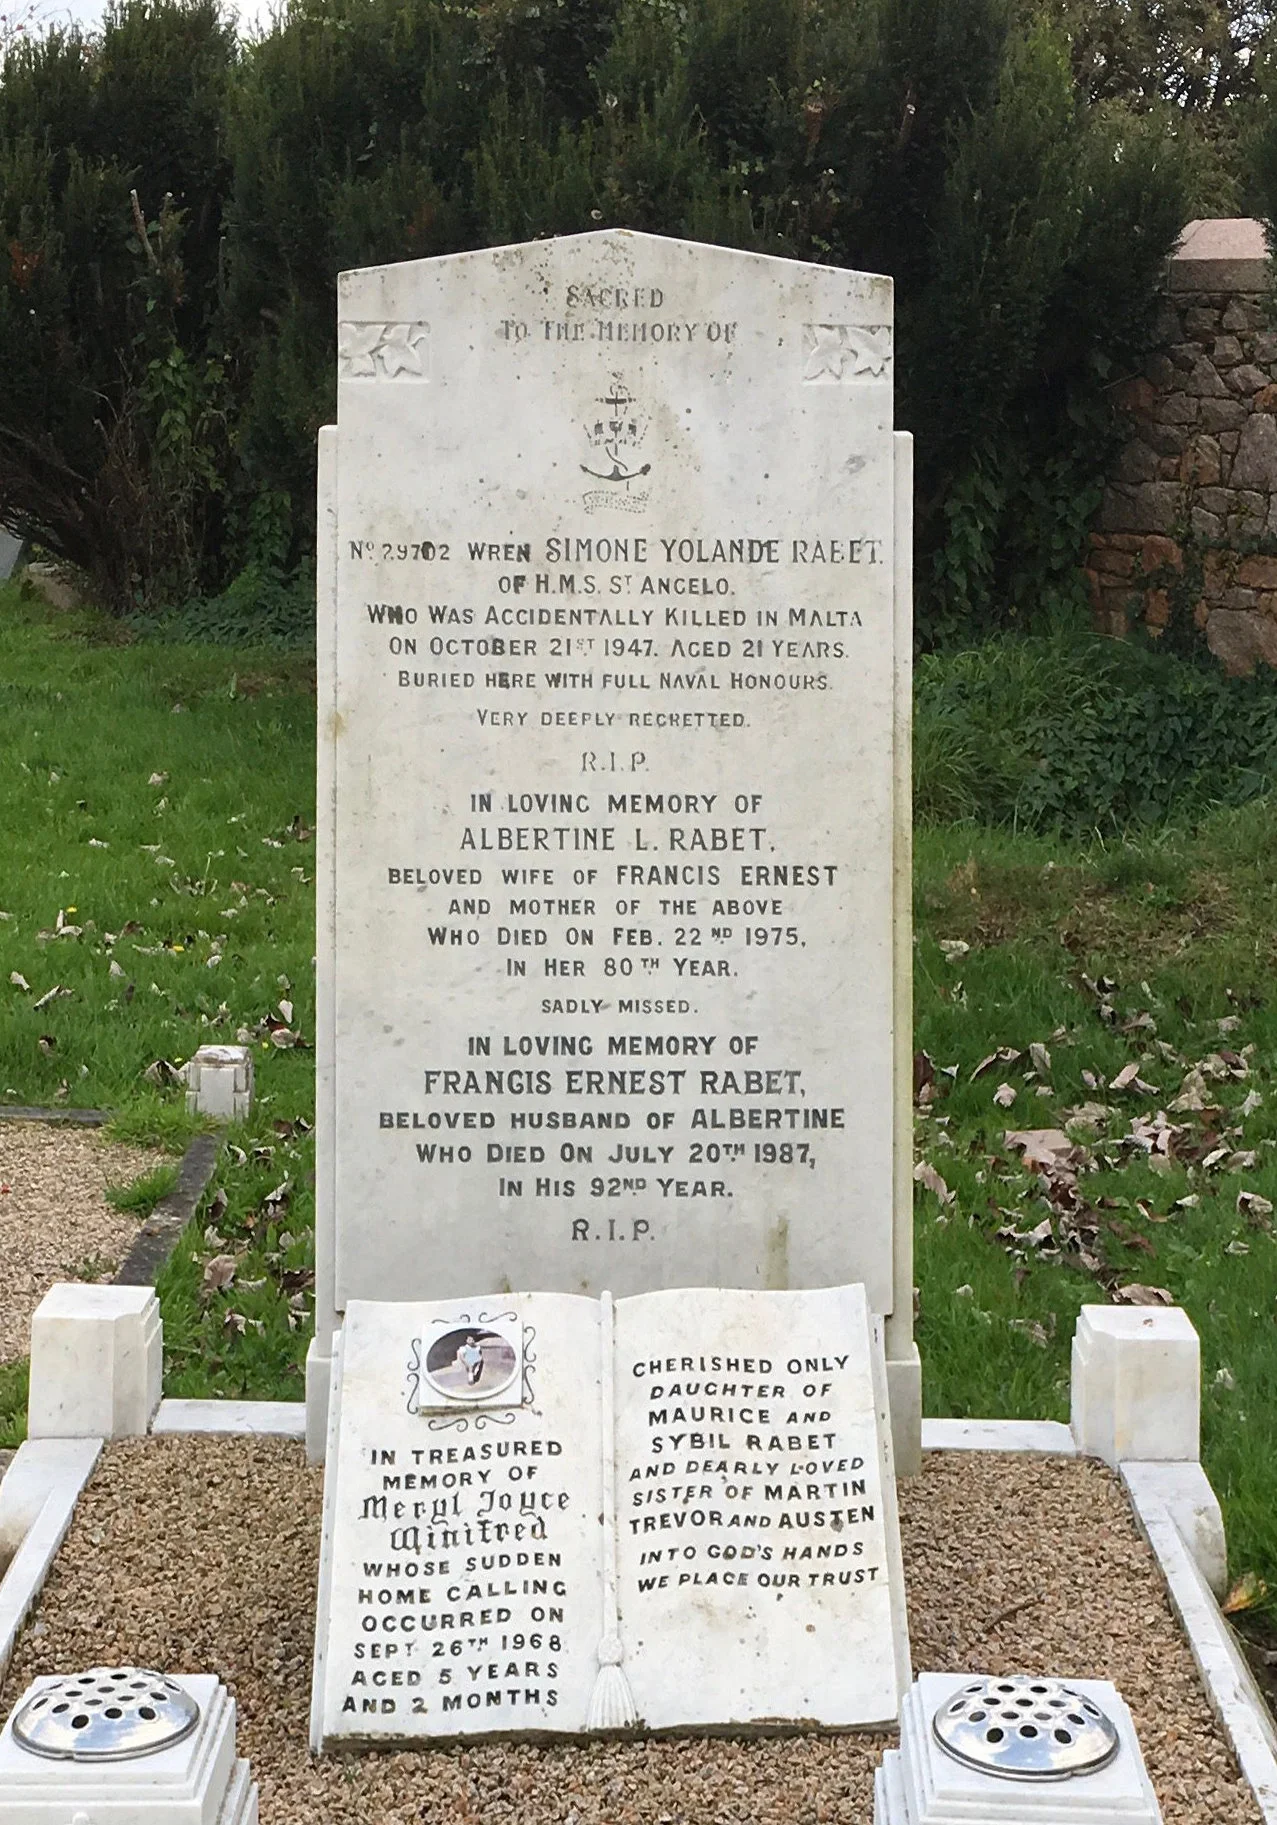 SACRED
TO THE MEMORY OF
No. 29702 WREN SIMONE YOLANDE RABET.
OF H.M.S. ST. ANGELO.
WHO WAS ACCIDENTALLY KILLED IN MALTA
ON OCTOBER 21ST. 1947. AGED 21 YEARS.
BURIED HERE WITH FULL NAVAL HONOURS.
VERY DEEPLY REGRETTED.
R.I.P.
IN LOVING MEMORY OF
ALBERTINE L. RABET,
BELOVED WIFE OF FRANCIS ERNEST
AND MOTHER OF THE ABOVE
WHO DIED ON FEB. 22ND 1975,
IN HER 80TH YEAR.
SADLY MISSED.
IN LOVING MEMORY OF
FRANCIS ERNEST RABET,
BELOVED HUSBAND OF ALBERTINE
WHO DIED ON JULY 20TH 1987,
IN HIS 92ND YEAR.
R.I.P.
IN TREASURED
MEMORY OF
Meryl Joyce
Winifred
WHOSE SUDDEN
HOME CALLING
OCCURRED ON
SEPT. 26TH 1968
AGED 5 YEARS
AND 2 MONTHS
CHERISHED ONLY
DAUGHTER OF
MAURICE AND
SYBIL RABET
AND DEARLY LOVED
SISTER OF MARTIN
TREVOR AND AUSTEN
INTO GOD'S HANDS
WE PLACE OUR TRUST